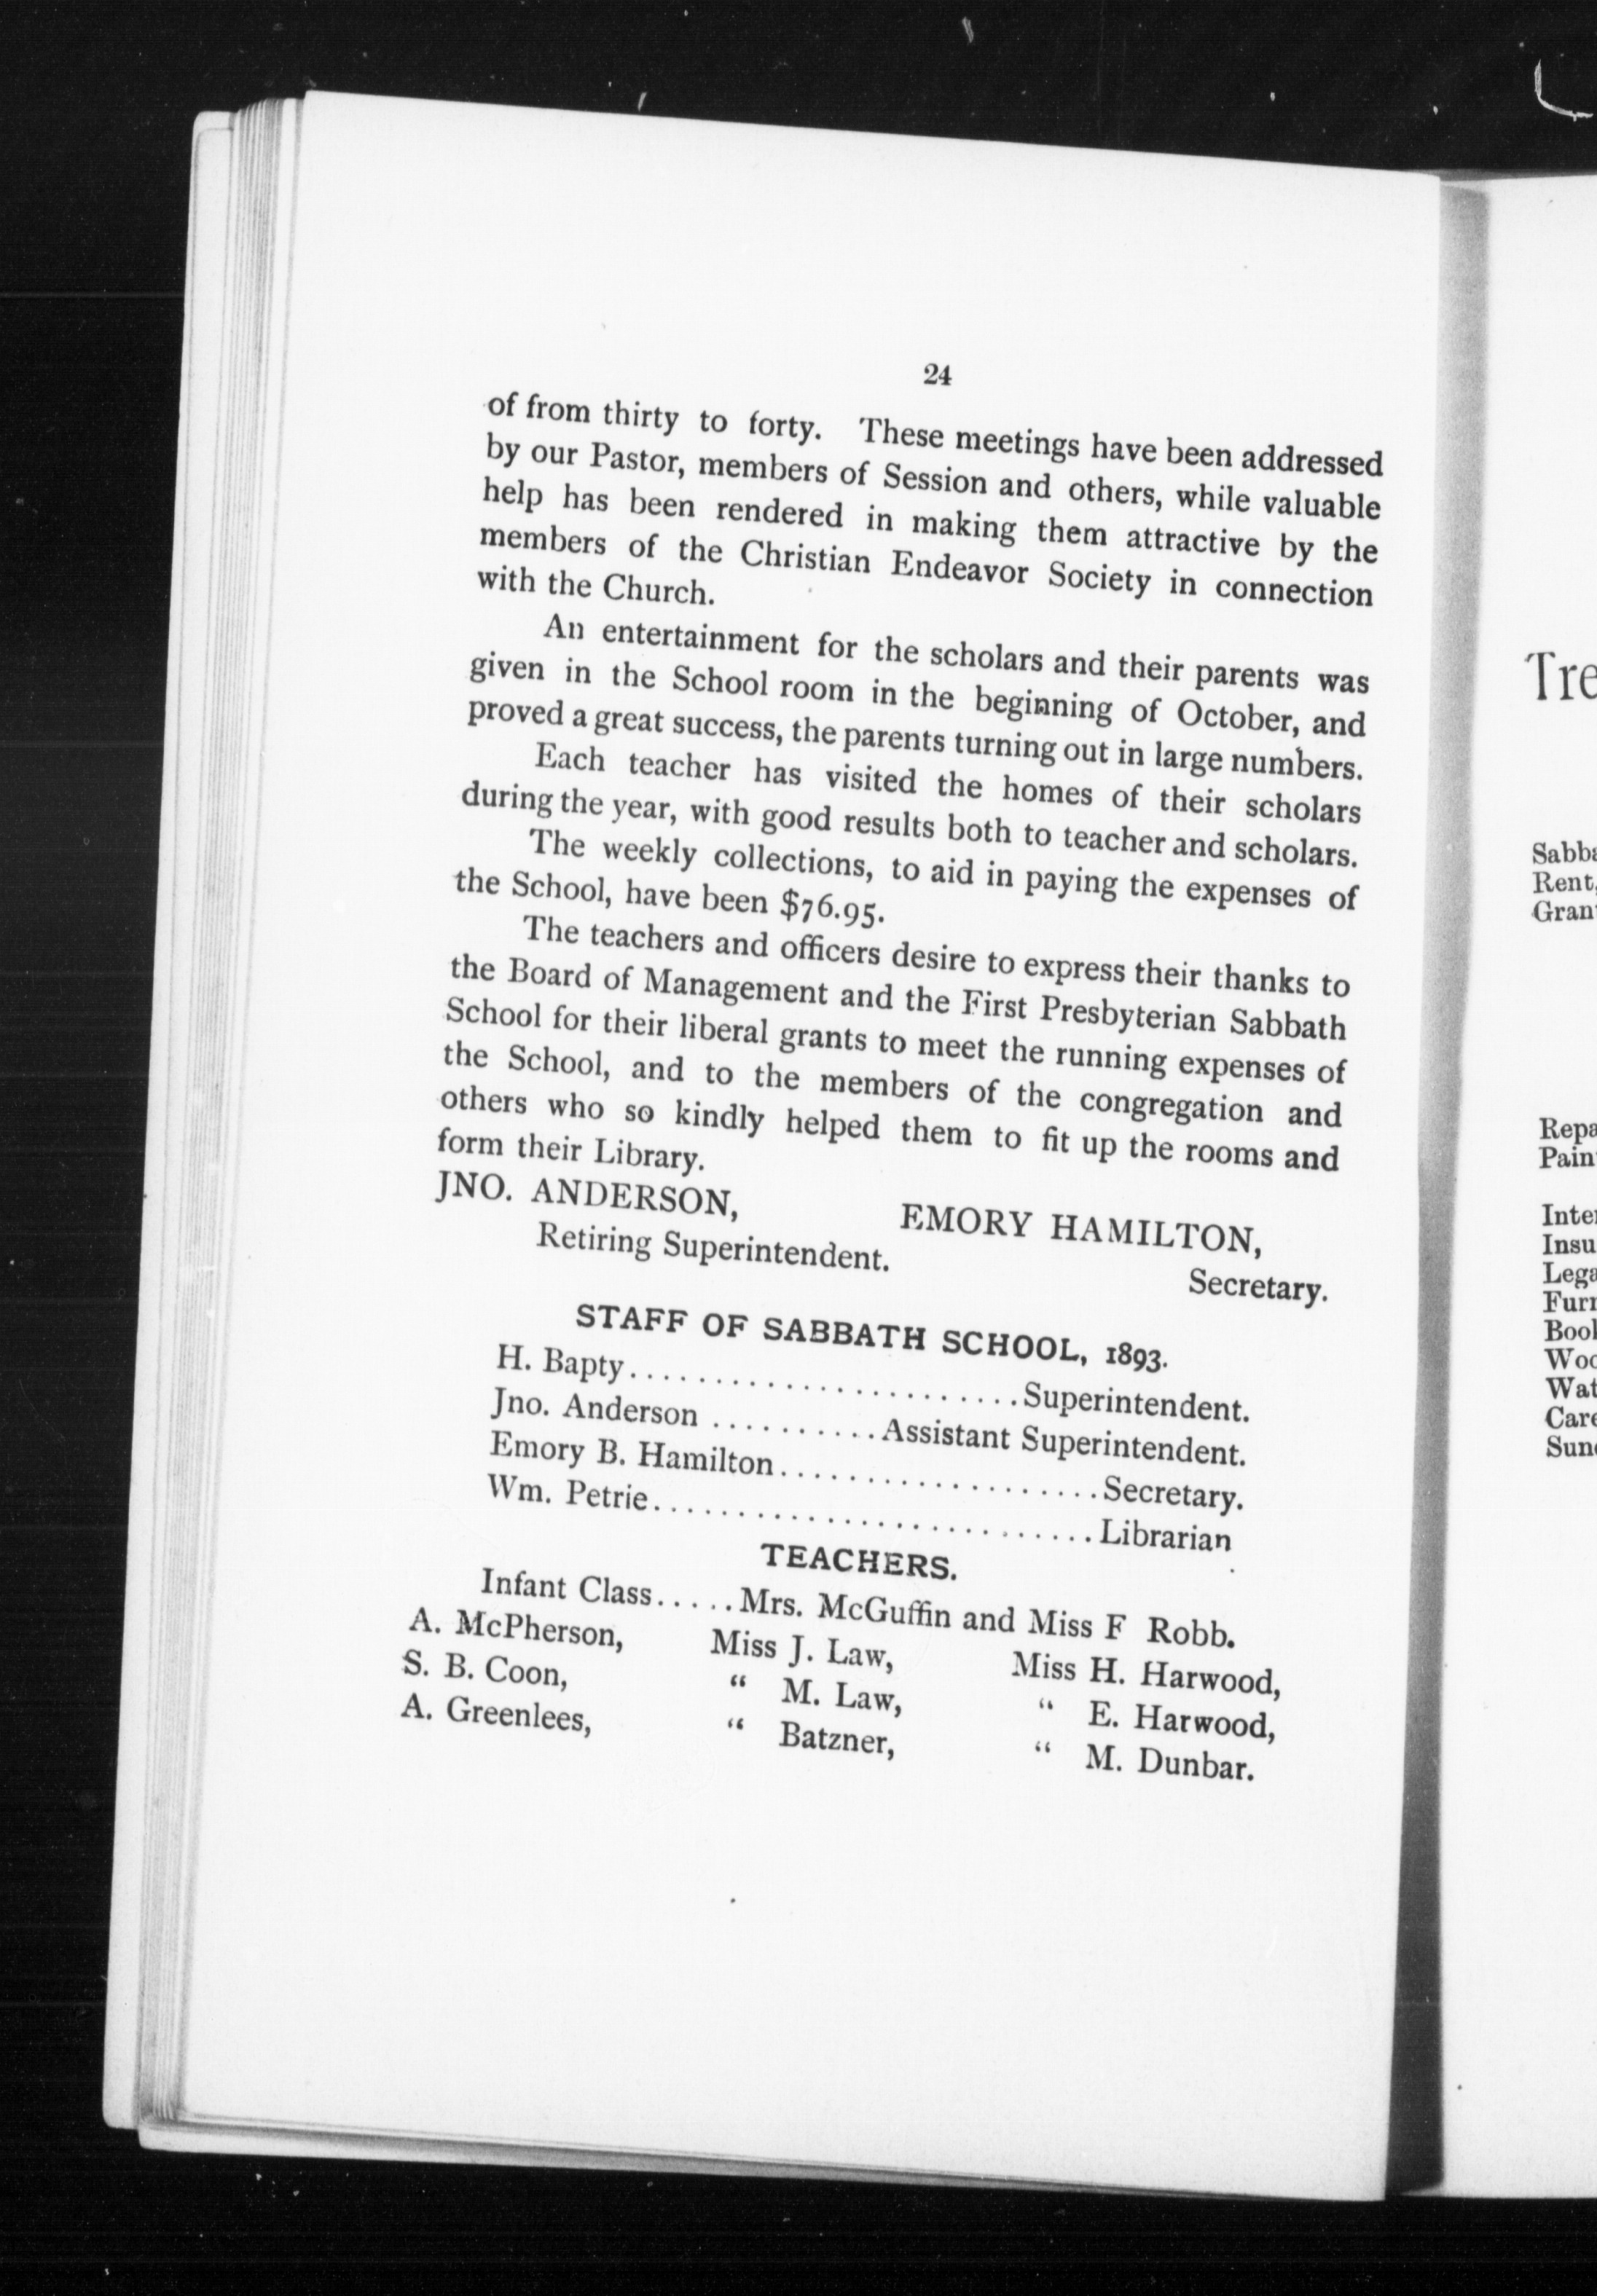 24
of from thirty to forty. These meetings have been addressed
by our Pastor, members of Session and others, while valuable
help has been rendered in making them attractive by the
members of the Christian Endeavor Society in connection
with the Church.
An entertainment for the scholars and their parents was
given in the School room in the beginning of October, and
proved a great success, the parents turning out in large numbers.
Each teacher has visited the homes of their scholars
during the year, with good results both to teacher and scholars.
The weekly collections, to aid in paying the expenses of
the School, have been $76.95.
The teachers and officers desire to express their thanks to
the Board of Management and the First Presbyterian Sabbath
School for their liberal grants to meet the running expenses of
the School, and to the members of the congregation and
others who so kindly helped them to fit up the rooms and
form their Library.
JNO. ANDERSON, EMORY HAMILTON,
Retiring Superintendent. Secretary.
STAFF OF SABBATH SCHOOL, 1893.
H. Bapty.......................Superintendent.
Jno. Anderson ..........Assistant Superintendent.
Emory B. Hamilton...................Secretary.
Wm. Petrie..........................Librarian
TEACHERS.
Infant Class.....Mrs. McGuffin and Miss F Robb.
A. McPherson, Miss J. Law, Miss H. Harwood,
S. B. Coon, “ M. Law, “ E. Harwood,
A. Greenlees, “ Batzner, “ M. Dunbar.
Tre
Sabba
Rent,
Gran
Repa
Pain
Inter
Insu
Lega
Furn
Book
Woo
Wat
Care
Sun